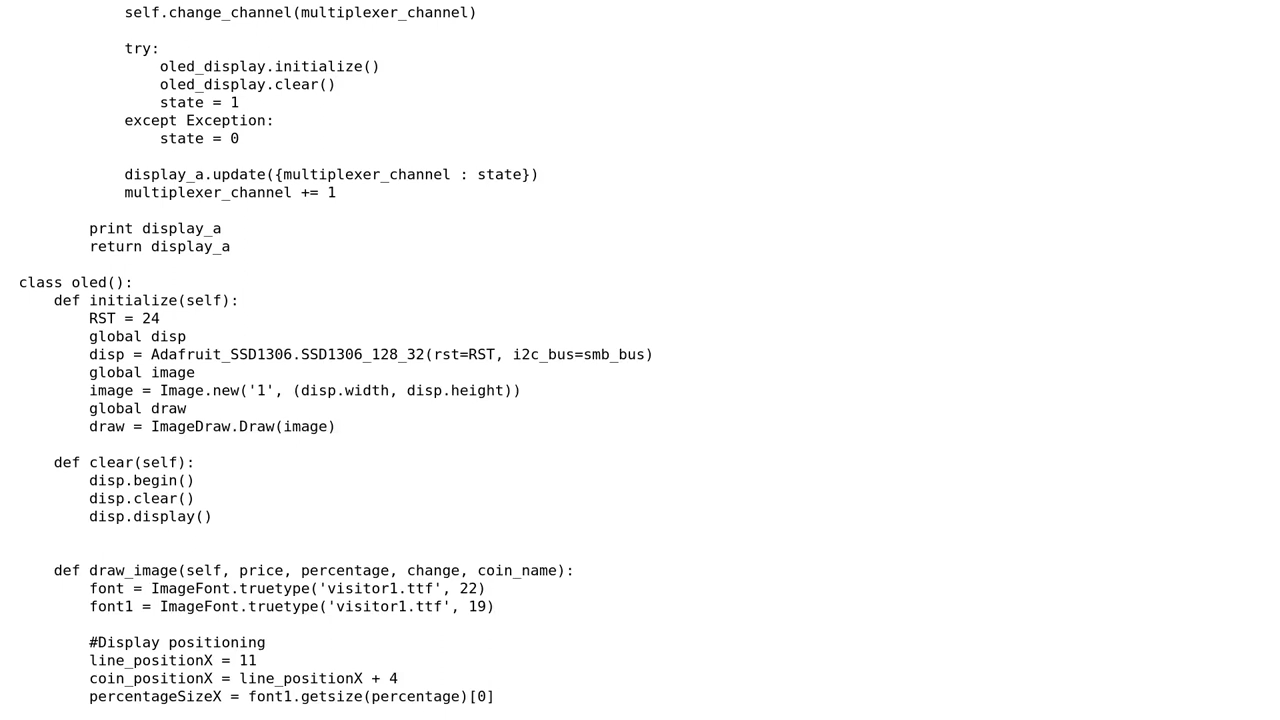 self.change_channel(multiplexer_channel)

            try:
                oled_display.initialize()
                oled_display.clear()
                state = 1
            except Exception:
                state = 0

            display_a.update({multiplexer_channel : state})
            multiplexer_channel += 1

        print display_a
        return display_a

class oled():
    def initialize(self):
        RST = 24
        global disp
        disp = Adafruit_SSD1306.SSD1306_128_32(rst=RST, i2c_bus=smb_bus)
        global image
        image = Image.new('1', (disp.width, disp.height))
        global draw
        draw = ImageDraw.Draw(image)

    def clear(self):
        disp.begin()
        disp.clear()
        disp.display()


    def draw_image(self, price, percentage, change, coin_name):
        font = ImageFont.truetype('visitor1.ttf', 22)
        font1 = ImageFont.truetype('visitor1.ttf', 19)

        #Display positioning
        line_positionX = 11
        coin_positionX = line_positionX + 4
        percentageSizeX = font1.getsize(percentage)[0]